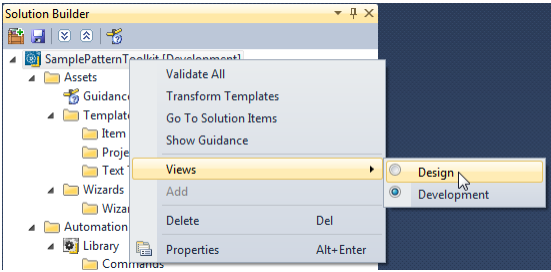 Solution Builder
SamplePatternToolkit [Development]
Assets
Guidanc
Templat
Item
Proje
Text
Wizards
Wizar
Automation
Library
Commands
Validate All
Transform Templates
Go To Solution Items
Show Guidance
Views
Add
Delete Del
Properties Alt+Enter
Design
Development